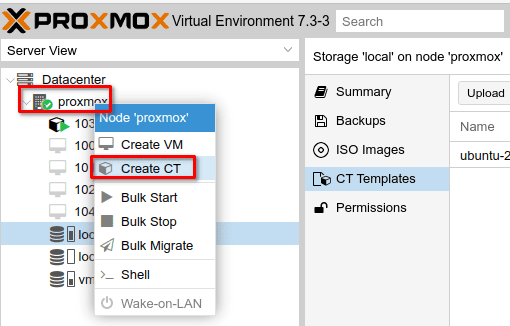 PROXMOX Virtual Environment 7.3-3
Server View
Storage 'local' on node 'proxmox'
Datacenter
proxmox
Node 'proxmox'
Summary
Upload
103
Create VM
Backups
100
Name
Create CT
ISO Images
ubuntu-2
Bulk Start
CT Templates
102
Bulk Stop
Permissions
104
loc
Bulk Migrate
loc
Shell
vm
Wake-on-LAN